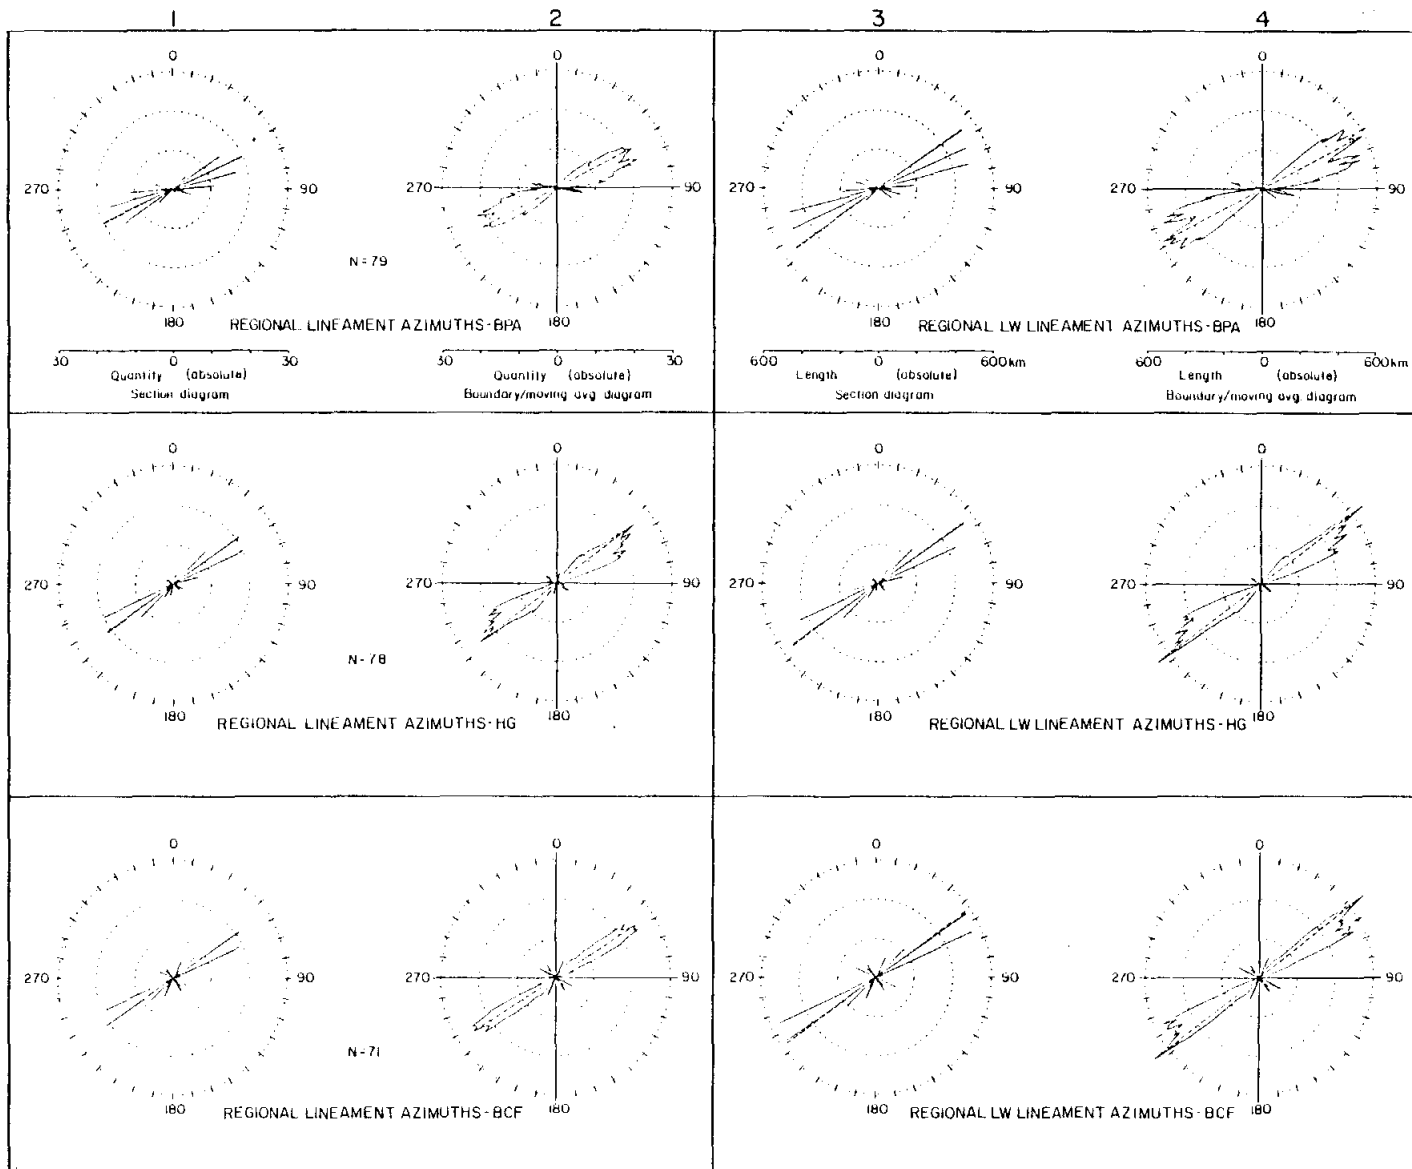 1 2 3 4
0 0 0 0
270 90 270 90 270 90 270 90
N=79
180 180 180 180
REGIONAL LINEAMENT AZIMUTHS-BPA REGIONAL LW LINEAMENT AZIMUTHS-BPA
30 0 30 30 0 30 600 0 600km 600 0 600km
Quantity (absolute) Quantity (absolute) Length (absolute) Length (absolute)
Section diagram Boundary/moving avg. diagram Section diagram Boundary/moving avg. diagram
0 0 0 0
270 90 270 90 270 90 270 90
N=78
180 180 180 180
REGIONAL LINEAMENT AZIMUTHS-HG REGIONAL LW LINEAMENT AZIMUTHS-HG
0 0 0 0
270 90 270 90 270 90 270 90
N=71
180 180 180 180
REGIONAL LINEAMENT AZIMUTHS-BCF REGIONAL LW LINEAMENT AZIMUTHS-BCF